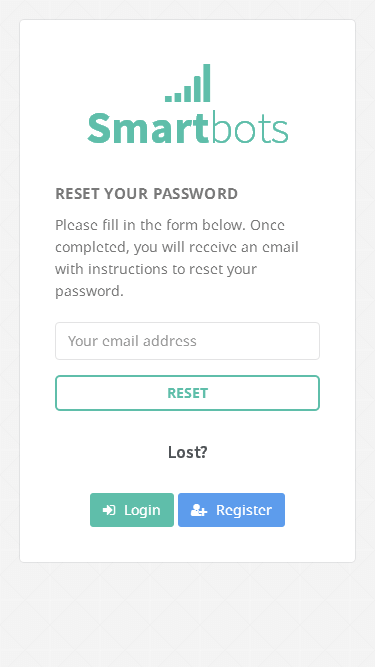 Smartbots
RESET YOUR PASSWORD
Please fill in the form below. Once
completed, you will receive an email
with instructions to reset your
password.
Your email address
RESET
Lost?
Login Register